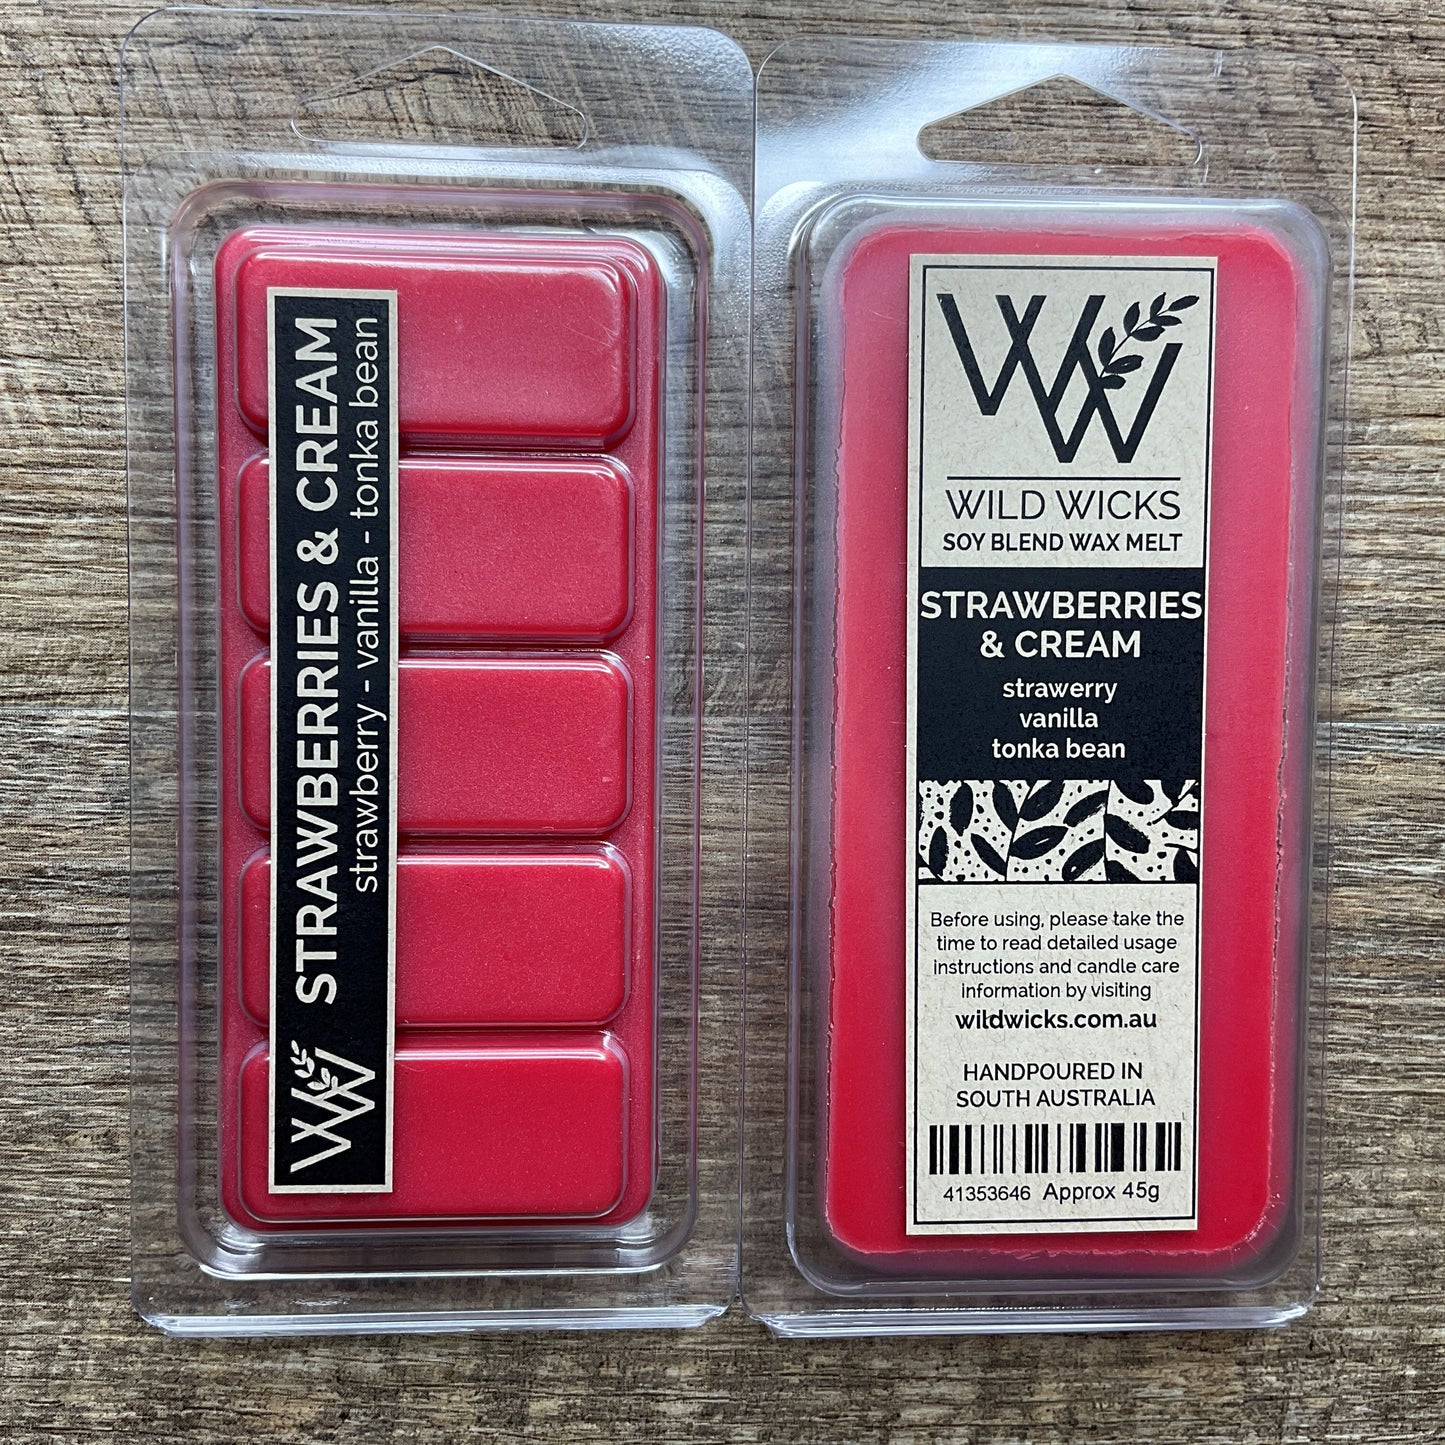 STRAWBERRIES & CREAM
strawberry - vanilla - tonka bean
WILD WICKS
SOY BLEND WAX MELT
STRAWBERRIES
& CREAM
strawerry
vanilla
tonka bean
Before using, please take the
time to read detailed usage
instructions and candle care
information by visiting
wildwicks.com.au
HANDPOURED IN
SOUTH AUSTRALIA
41353646 Approx 45g